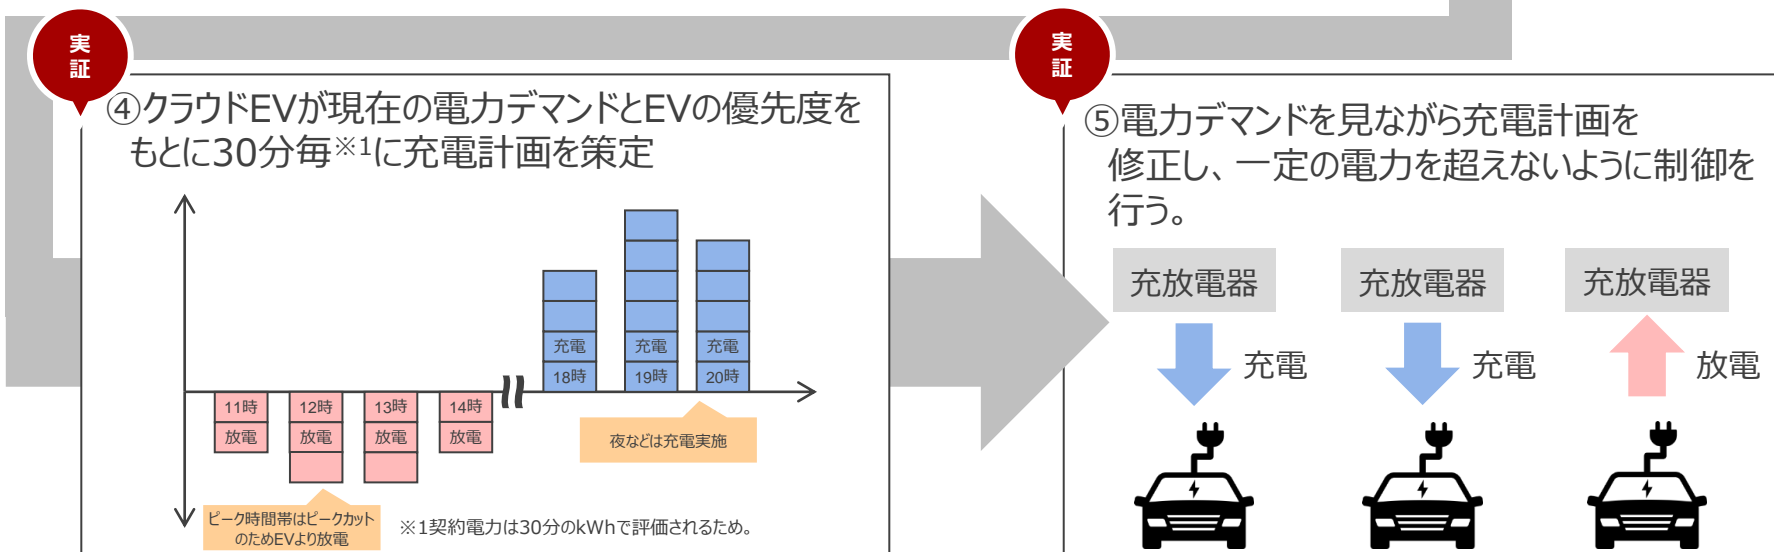 実
証
④クラウドEVが現在の電力デマンドとEVの優先度を
もとに30分毎※1に充電計画を策定
充電
充電
充電
18時
19時
20時
11時
12時
13時
14時
放電
放電
放電
放電
夜などは充電実施
ピーク時間帯はピークカット
のためEVより放電
※1契約電力は30分のkWhで評価されるため。
実
証
⑤電力デマンドを見ながら充電計画を
修正し、一定の電力を超えないように制御を
行う。
充放電器
充放電器
充放電器
充電
充電
放電